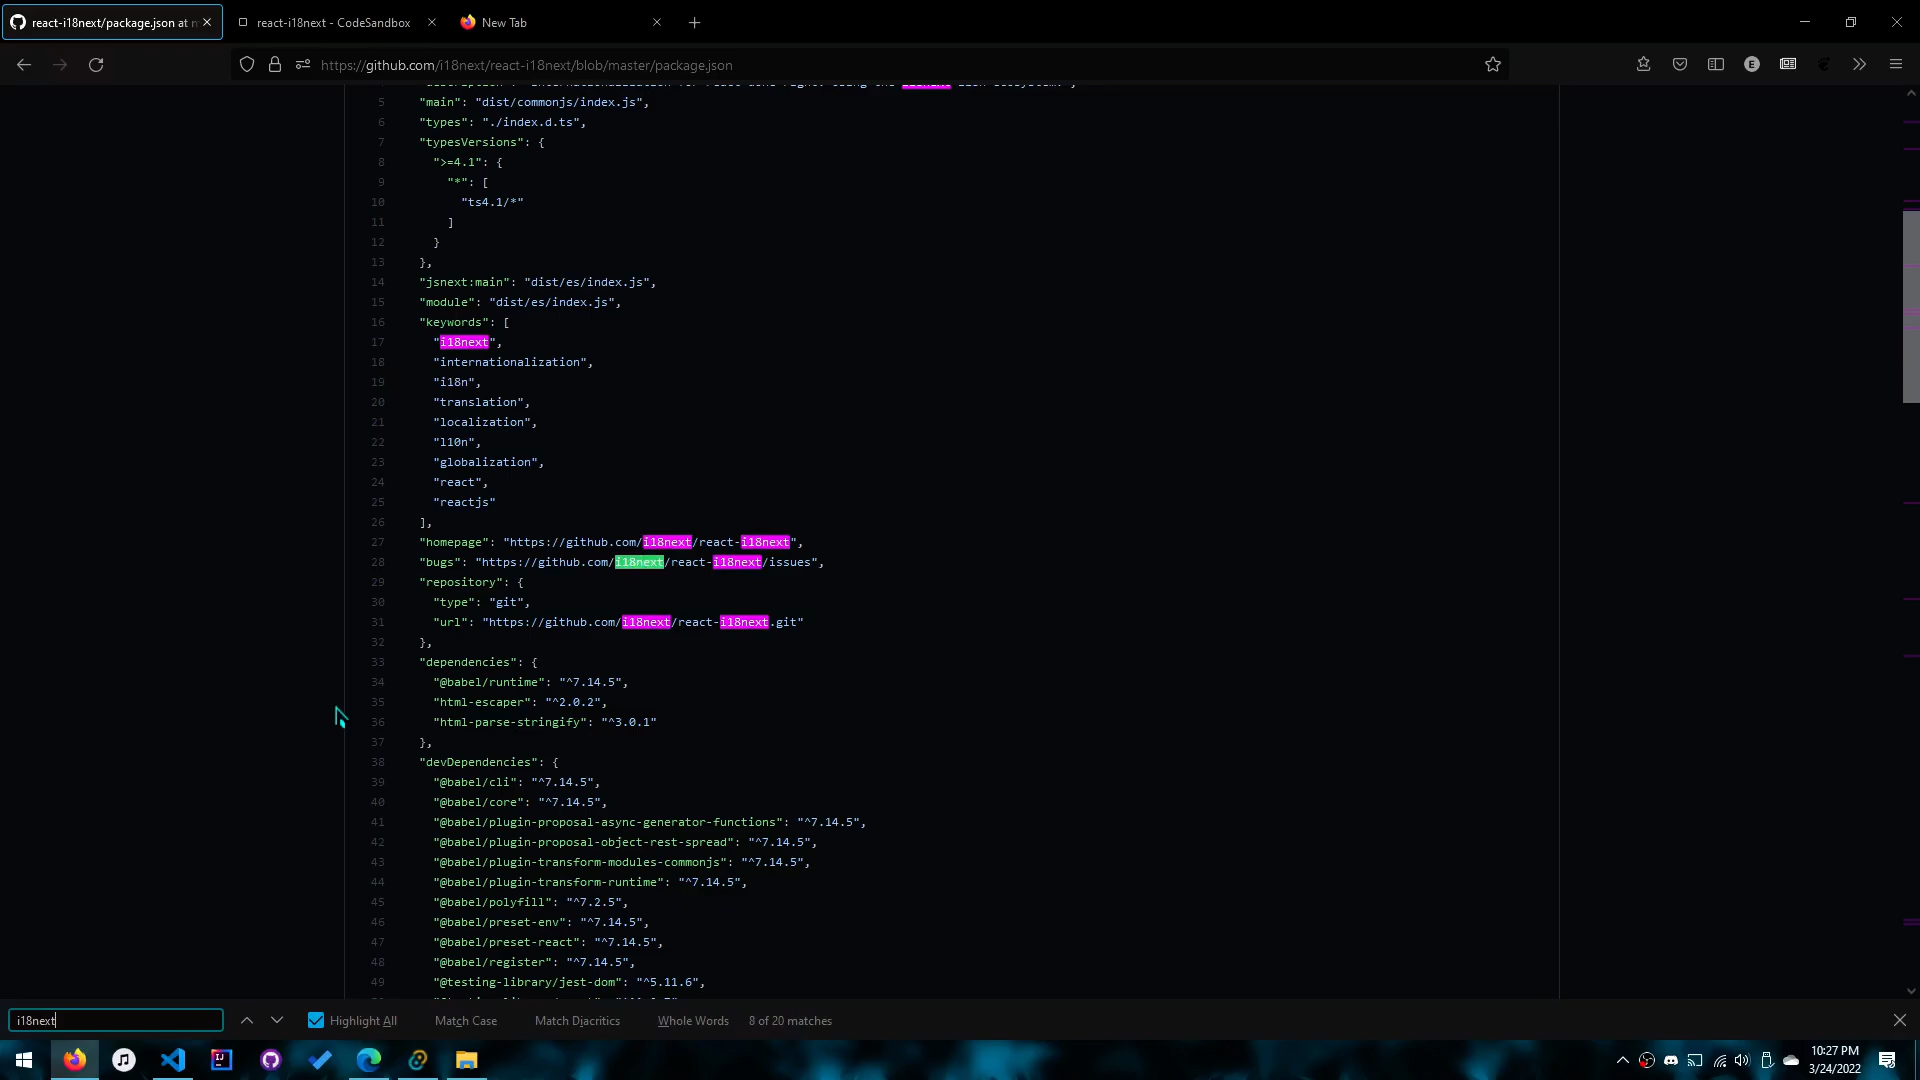 react-i18next/package.json at m
react-i18next - CodeSandbox
New Tab
https://github.com/i18next/react-i18next/blob/master/package.json
5 "main": "dist/commonjs/index.js",
6 "types": "./index.d.ts",
7 "typesVersions": {
8 ">=4.1": {
9 "*": [
10 "ts4.1/*"
11 ]
12 }
13 },
14 "jsnext:main": "dist/es/index.js",
15 "module": "dist/es/index.js",
16 "keywords": [
17 "i18next",
18 "internationalization",
19 "i18n",
20 "translation",
21 "localization",
22 "l10n",
23 "globalization",
24 "react",
25 "reactjs"
26 ],
27 "homepage": "https://github.com/i18next/react-i18next",
28 "bugs": "https://github.com/i18next/react-i18next/issues",
29 "repository": {
30 "type": "git",
31 "url": "https://github.com/i18next/react-i18next.git"
32 },
33 "dependencies": {
34 "@babel/runtime": "^7.14.5",
35 "html-escaper": "^2.0.2",
36 "html-parse-stringify": "^3.0.1"
37 },
38 "devDependencies": {
39 "@babel/cli": "^7.14.5",
40 "@babel/core": "^7.14.5",
41 "@babel/plugin-proposal-async-generator-functions": "^7.14.5",
42 "@babel/plugin-proposal-object-rest-spread": "^7.14.5",
43 "@babel/plugin-transform-modules-commonjs": "^7.14.5",
44 "@babel/plugin-transform-runtime": "^7.14.5",
45 "@babel/polyfill": "^7.2.5",
46 "@babel/preset-env": "^7.14.5",
47 "@babel/preset-react": "^7.14.5",
48 "@babel/register": "^7.14.5",
49 "@testing-library/jest-dom": "^5.11.6",
i18next
Highlight All
Match Case
Match Diacritics
Whole Words
8 of 20 matches
10:27 PM
3/24/2022